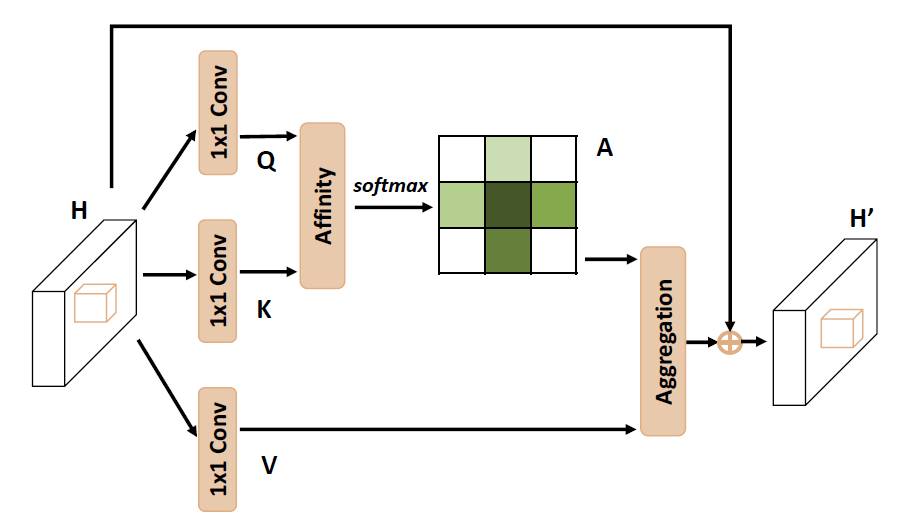 1x1 Conv
Q
Affinity
softmax
A
H
H’
1x1 Conv
K
Aggregation
1x1 Conv
V